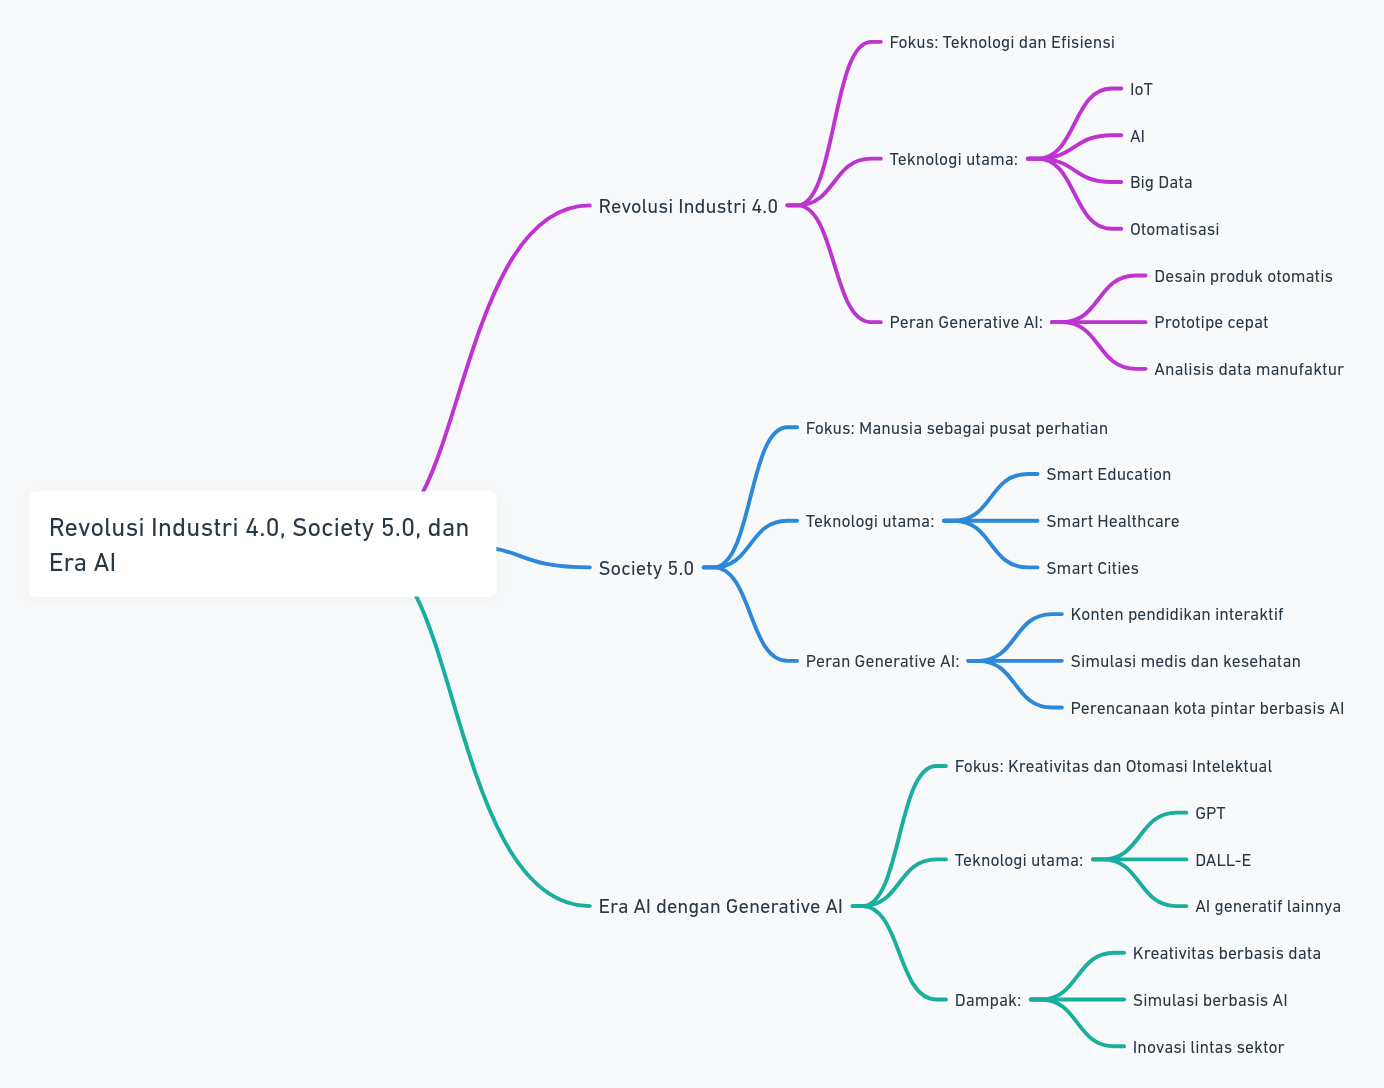 Revolusi Industri 4.0, Society 5.0, dan
Era AI
Revolusi Industri 4.0
Fokus: Teknologi dan Efisiensi
Teknologi utama:
IoT
AI
Big Data
Otomatisasi
Peran Generative AI:
Desain produk otomatis
Prototipe cepat
Analisis data manufaktur
Society 5.0
Fokus: Manusia sebagai pusat perhatian
Teknologi utama:
Smart Education
Smart Healthcare
Smart Cities
Peran Generative AI:
Konten pendidikan interaktif
Simulasi medis dan kesehatan
Perencanaan kota pintar berbasis AI
Era AI dengan Generative AI
Fokus: Kreativitas dan Otomasi Intelektual
Teknologi utama:
GPT
DALL-E
AI generatif lainnya
Dampak:
Kreativitas berbasis data
Simulasi berbasis AI
Inovasi lintas sektor